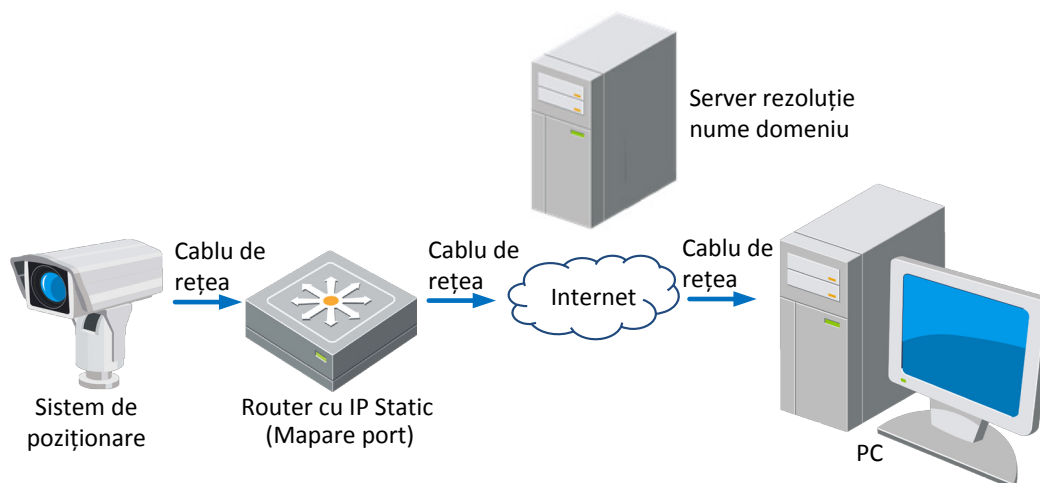 Server rezoluție
nume domeniu
Cablu de
rețea
Cablu de
rețea
Cablu de
rețea
Internet
Sistem de
poziționare
Router cu IP Static
(Mapare port)
PC